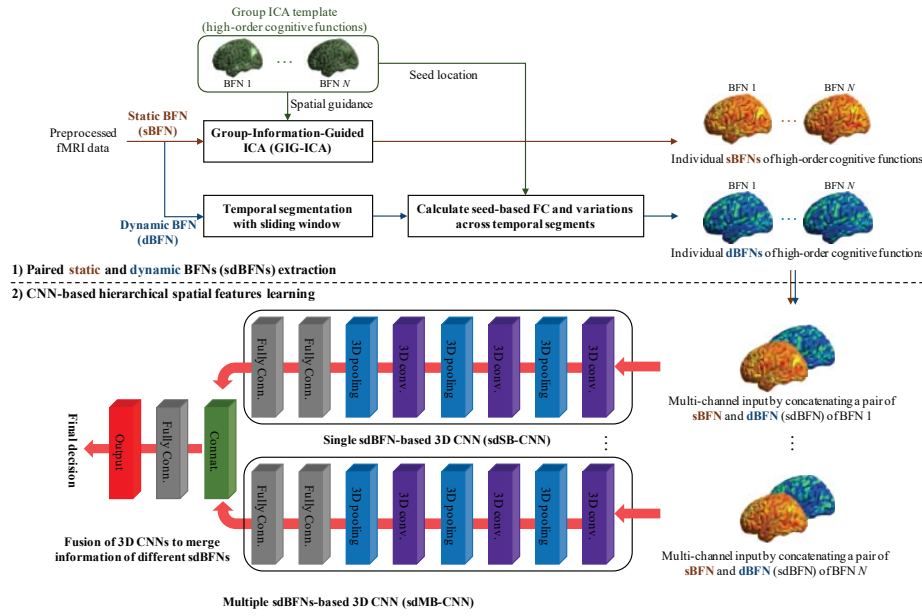 Group ICA template
(high-order cognitive functions)
BFN 1
...
BFN N
Seed location
Spatial guidance
Static BFN
(sBFN)
Preprocessed
fMRI data
Group-Information-Guided
ICA (GIG-ICA)
BFN 1
BFN N
...
Individual sBFNs of high-order cognitive functions
Dynamic BFN
(dBFN)
Temporal segmentation
with sliding window
Calculate seed-based FC and variations
across temporal segments
BFN 1
BFN N
...
Individual dBFNs of high-order cognitive functions
1) Paired static and dynamic BFNs (sdBFNs) extraction
2) CNN-based hierarchical spatial features learning
Fully Conn.
Fully Conn.
3D pooling
3D conv.
3D pooling
3D conv.
3D pooling
3D conv.
Multi-channel input by concatenating a pair of
sBFN and dBFN (sdBFN) of BFN 1
Single sdBFN-based 3D CNN (sdSB-CNN)
...
...
Final decision
Output
Fully Conn.
Connat.
Fully Conn.
Fully Conn.
3D pooling
3D conv.
3D pooling
3D conv.
3D pooling
3D conv.
Multi-channel input by concatenating a pair of
sBFN and dBFN (sdBFN) of BFN N
Fusion of 3D CNNs to merge
information of different sdBFNs
Multiple sdBFNs-based 3D CNN (sdMB-CNN)